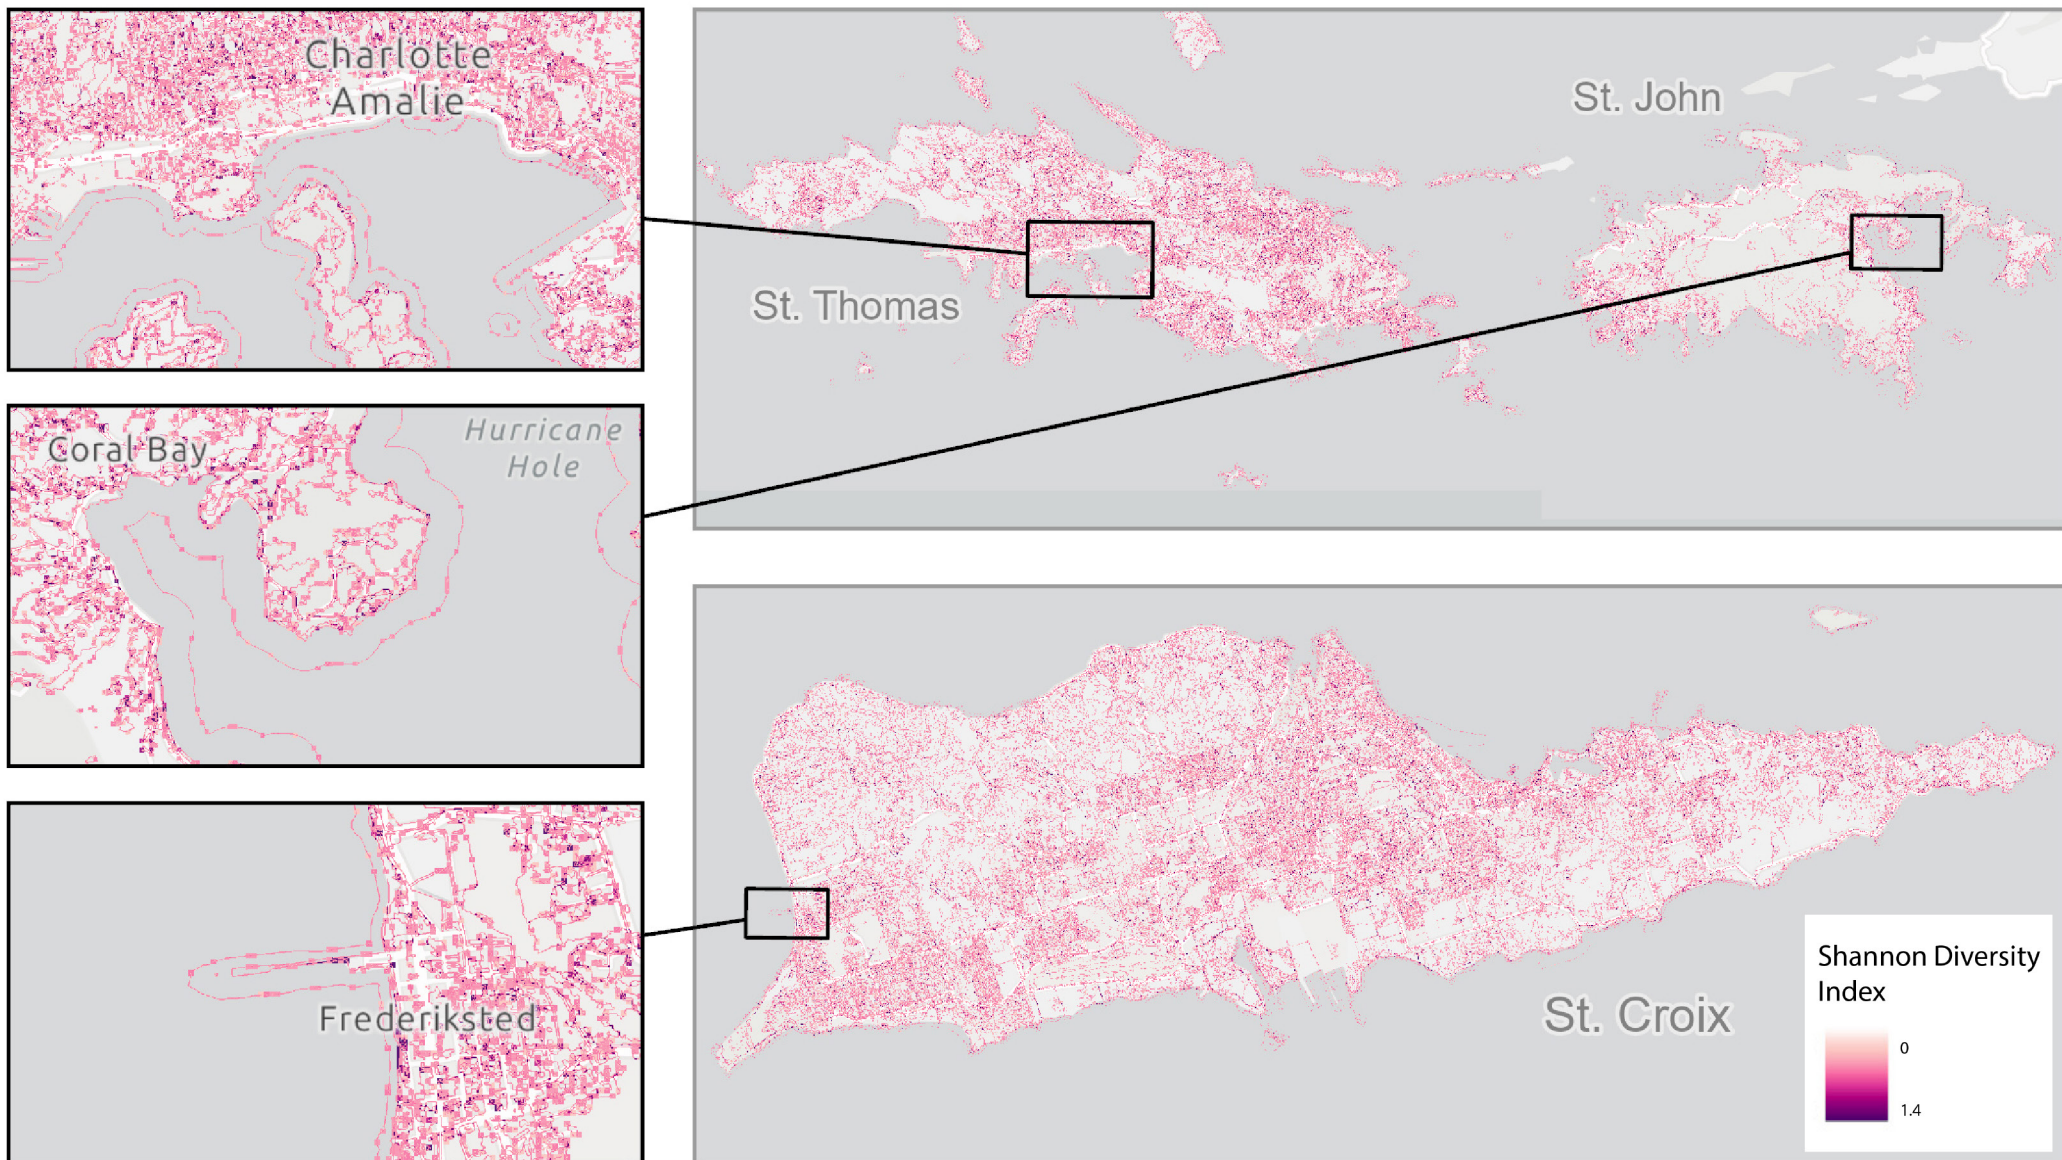 Charlotte
Amalie
St. John
St. Thomas
Coral Bay
Hurricane
Hole
Frederiksted
St. Croix
Shannon Diversity
Index
0
1.4